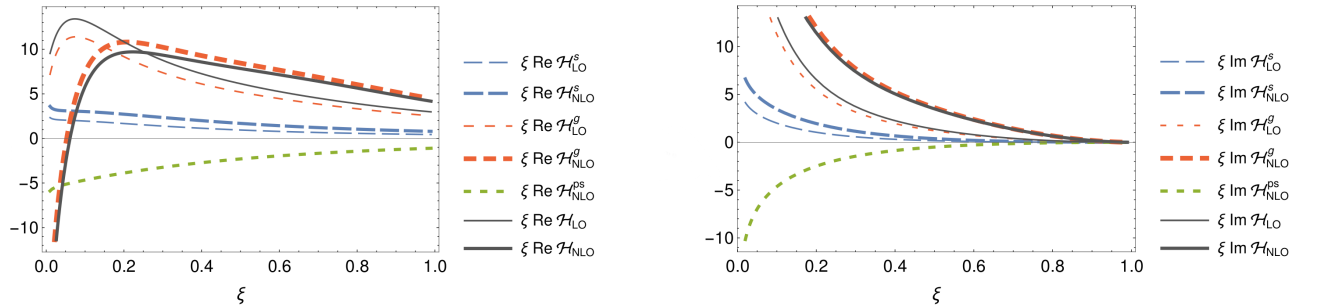 10
5
0
−5
−10
0.0 0.2 0.4 0.6 0.8 1.0
ξ
ξ Re ℋ^s_LO
ξ Re ℋ^s_NLO
ξ Re ℋ^g_LO
ξ Re ℋ^g_NLO
ξ Re ℋ^ps_NLO
ξ Re ℋ_LO
ξ Re ℋ_NLO
10
5
0
−5
−10
0.0 0.2 0.4 0.6 0.8 1.0
ξ
ξ Im ℋ^s_LO
ξ Im ℋ^s_NLO
ξ Im ℋ^g_LO
ξ Im ℋ^g_NLO
ξ Im ℋ^ps_NLO
ξ Im ℋ_LO
ξ Im ℋ_NLO